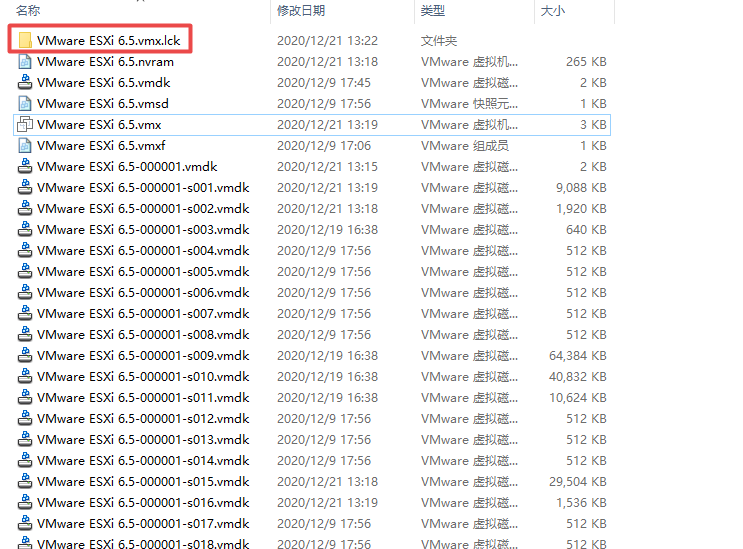 名称 修改日期 类型 大小
VMware ESXi 6.5.vmx.lck 2020/12/21 13:22 文件夹
VMware ESXi 6.5.nvram 2020/12/21 13:18 VMware 虚拟机... 265 KB
VMware ESXi 6.5.vmdk 2020/12/9 17:45 VMware 虚拟磁... 2 KB
VMware ESXi 6.5.vmsd 2020/12/9 17:56 VMware 快照元... 1 KB
VMware ESXi 6.5.vmx 2020/12/21 13:19 VMware 虚拟机... 3 KB
VMware ESXi 6.5.vmxf 2020/12/9 17:06 VMware 组成员 1 KB
VMware ESXi 6.5-000001.vmdk 2020/12/21 13:15 VMware 虚拟磁... 2 KB
VMware ESXi 6.5-000001-s001.vmdk 2020/12/21 13:19 VMware 虚拟磁... 9,088 KB
VMware ESXi 6.5-000001-s002.vmdk 2020/12/21 13:18 VMware 虚拟磁... 1,920 KB
VMware ESXi 6.5-000001-s003.vmdk 2020/12/19 16:38 VMware 虚拟磁... 640 KB
VMware ESXi 6.5-000001-s004.vmdk 2020/12/9 17:56 VMware 虚拟磁... 512 KB
VMware ESXi 6.5-000001-s005.vmdk 2020/12/9 17:56 VMware 虚拟磁... 512 KB
VMware ESXi 6.5-000001-s006.vmdk 2020/12/9 17:56 VMware 虚拟磁... 512 KB
VMware ESXi 6.5-000001-s007.vmdk 2020/12/9 17:56 VMware 虚拟磁... 512 KB
VMware ESXi 6.5-000001-s008.vmdk 2020/12/9 17:56 VMware 虚拟磁... 512 KB
VMware ESXi 6.5-000001-s009.vmdk 2020/12/19 16:38 VMware 虚拟磁... 64,384 KB
VMware ESXi 6.5-000001-s010.vmdk 2020/12/19 16:38 VMware 虚拟磁... 40,832 KB
VMware ESXi 6.5-000001-s011.vmdk 2020/12/19 16:38 VMware 虚拟磁... 10,624 KB
VMware ESXi 6.5-000001-s012.vmdk 2020/12/9 17:56 VMware 虚拟磁... 512 KB
VMware ESXi 6.5-000001-s013.vmdk 2020/12/9 17:56 VMware 虚拟磁... 512 KB
VMware ESXi 6.5-000001-s014.vmdk 2020/12/9 17:56 VMware 虚拟磁... 512 KB
VMware ESXi 6.5-000001-s015.vmdk 2020/12/21 13:18 VMware 虚拟磁... 29,504 KB
VMware ESXi 6.5-000001-s016.vmdk 2020/12/21 13:19 VMware 虚拟磁... 1,536 KB
VMware ESXi 6.5-000001-s017.vmdk 2020/12/9 17:56 VMware 虚拟磁... 512 KB
VMware ESXi 6.5-000001-s018.vmdk 2020/12/9 17:56 VMware 虚拟磁... 512 KB